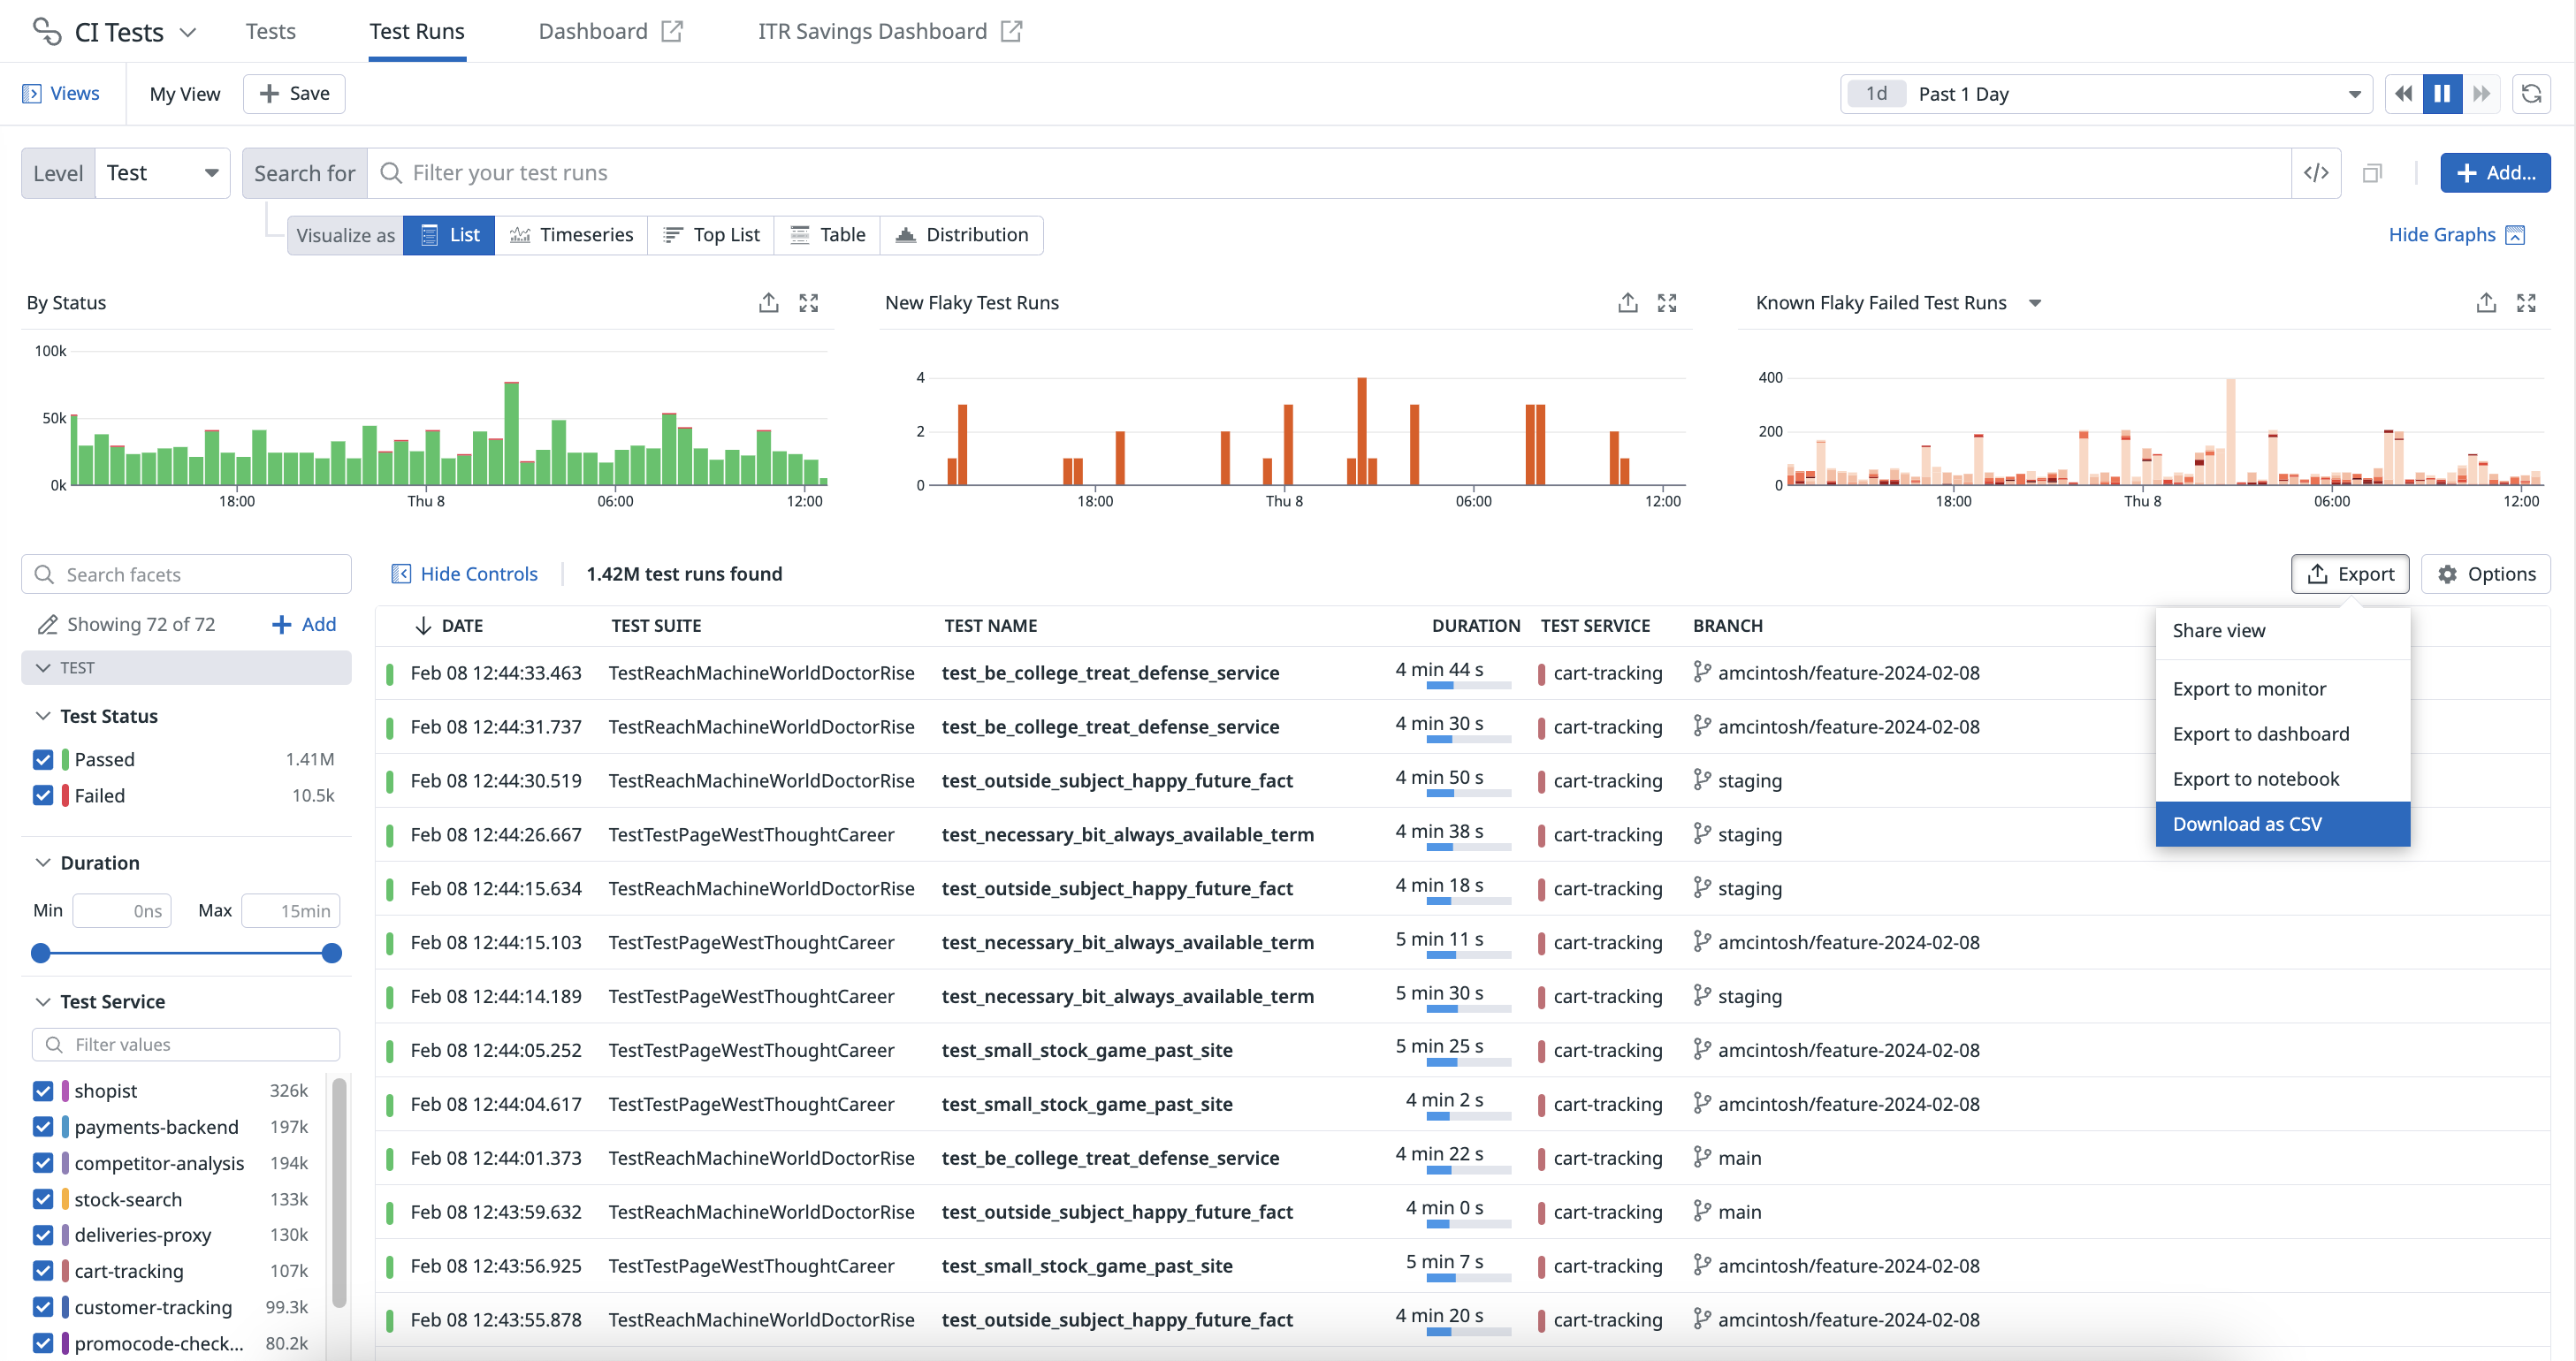 CI Tests Tests Test Runs Dashboard ITR Savings Dashboard
Views My View Save 1d Past 1 Day
Level Test Search for Filter your test runs </> Add...
Visualize as List Timeseries Top List Table Distribution Hide Graphs
By Status
100k
50k
0k
18:00 Thu 8 06:00 12:00
New Flaky Test Runs
4
2
0
18:00 Thu 8 06:00 12:00
Known Flaky Failed Test Runs
400
200
0
18:00 Thu 8 06:00 12:00
Search facets
Showing 72 of 72 Add
TEST
Test Status
Passed 1.41M
Failed 10.5k
Duration
Min 0ns Max 15min
Test Service
Filter values
shopist 326k
payments-backend 197k
competitor-analysis 194k
stock-search 133k
deliveries-proxy 130k
cart-tracking 107k
customer-tracking 99.3k
promocode-check... 80.2k
Hide Controls 1.42M test runs found Export Options
DATE TEST SUITE TEST NAME DURATION TEST SERVICE BRANCH
Feb 08 12:44:33.463 TestReachMachineWorldDoctorRise test_be_college_treat_defense_service 4 min 44 s cart-tracking amcintosh/feature-2024-02-08
Feb 08 12:44:31.737 TestReachMachineWorldDoctorRise test_be_college_treat_defense_service 4 min 30 s cart-tracking amcintosh/feature-2024-02-08
Feb 08 12:44:30.519 TestReachMachineWorldDoctorRise test_outside_subject_happy_future_fact 4 min 50 s cart-tracking staging
Feb 08 12:44:26.667 TestTestPageWestThoughtCareer test_necessary_bit_always_available_term 4 min 38 s cart-tracking staging
Feb 08 12:44:15.634 TestReachMachineWorldDoctorRise test_outside_subject_happy_future_fact 4 min 18 s cart-tracking staging
Feb 08 12:44:15.103 TestTestPageWestThoughtCareer test_necessary_bit_always_available_term 5 min 11 s cart-tracking amcintosh/feature-2024-02-08
Feb 08 12:44:14.189 TestTestPageWestThoughtCareer test_necessary_bit_always_available_term 5 min 30 s cart-tracking staging
Feb 08 12:44:05.252 TestTestPageWestThoughtCareer test_small_stock_game_past_site 5 min 25 s cart-tracking amcintosh/feature-2024-02-08
Feb 08 12:44:04.617 TestTestPageWestThoughtCareer test_small_stock_game_past_site 4 min 2 s cart-tracking amcintosh/feature-2024-02-08
Feb 08 12:44:01.373 TestReachMachineWorldDoctorRise test_be_college_treat_defense_service 4 min 22 s cart-tracking main
Feb 08 12:43:59.632 TestReachMachineWorldDoctorRise test_outside_subject_happy_future_fact 4 min 0 s cart-tracking main
Feb 08 12:43:56.925 TestTestPageWestThoughtCareer test_small_stock_game_past_site 5 min 7 s cart-tracking amcintosh/feature-2024-02-08
Feb 08 12:43:55.878 TestReachMachineWorldDoctorRise test_outside_subject_happy_future_fact 4 min 20 s cart-tracking amcintosh/feature-2024-02-08
Share view
Export to monitor
Export to dashboard
Export to notebook
Download as CSV